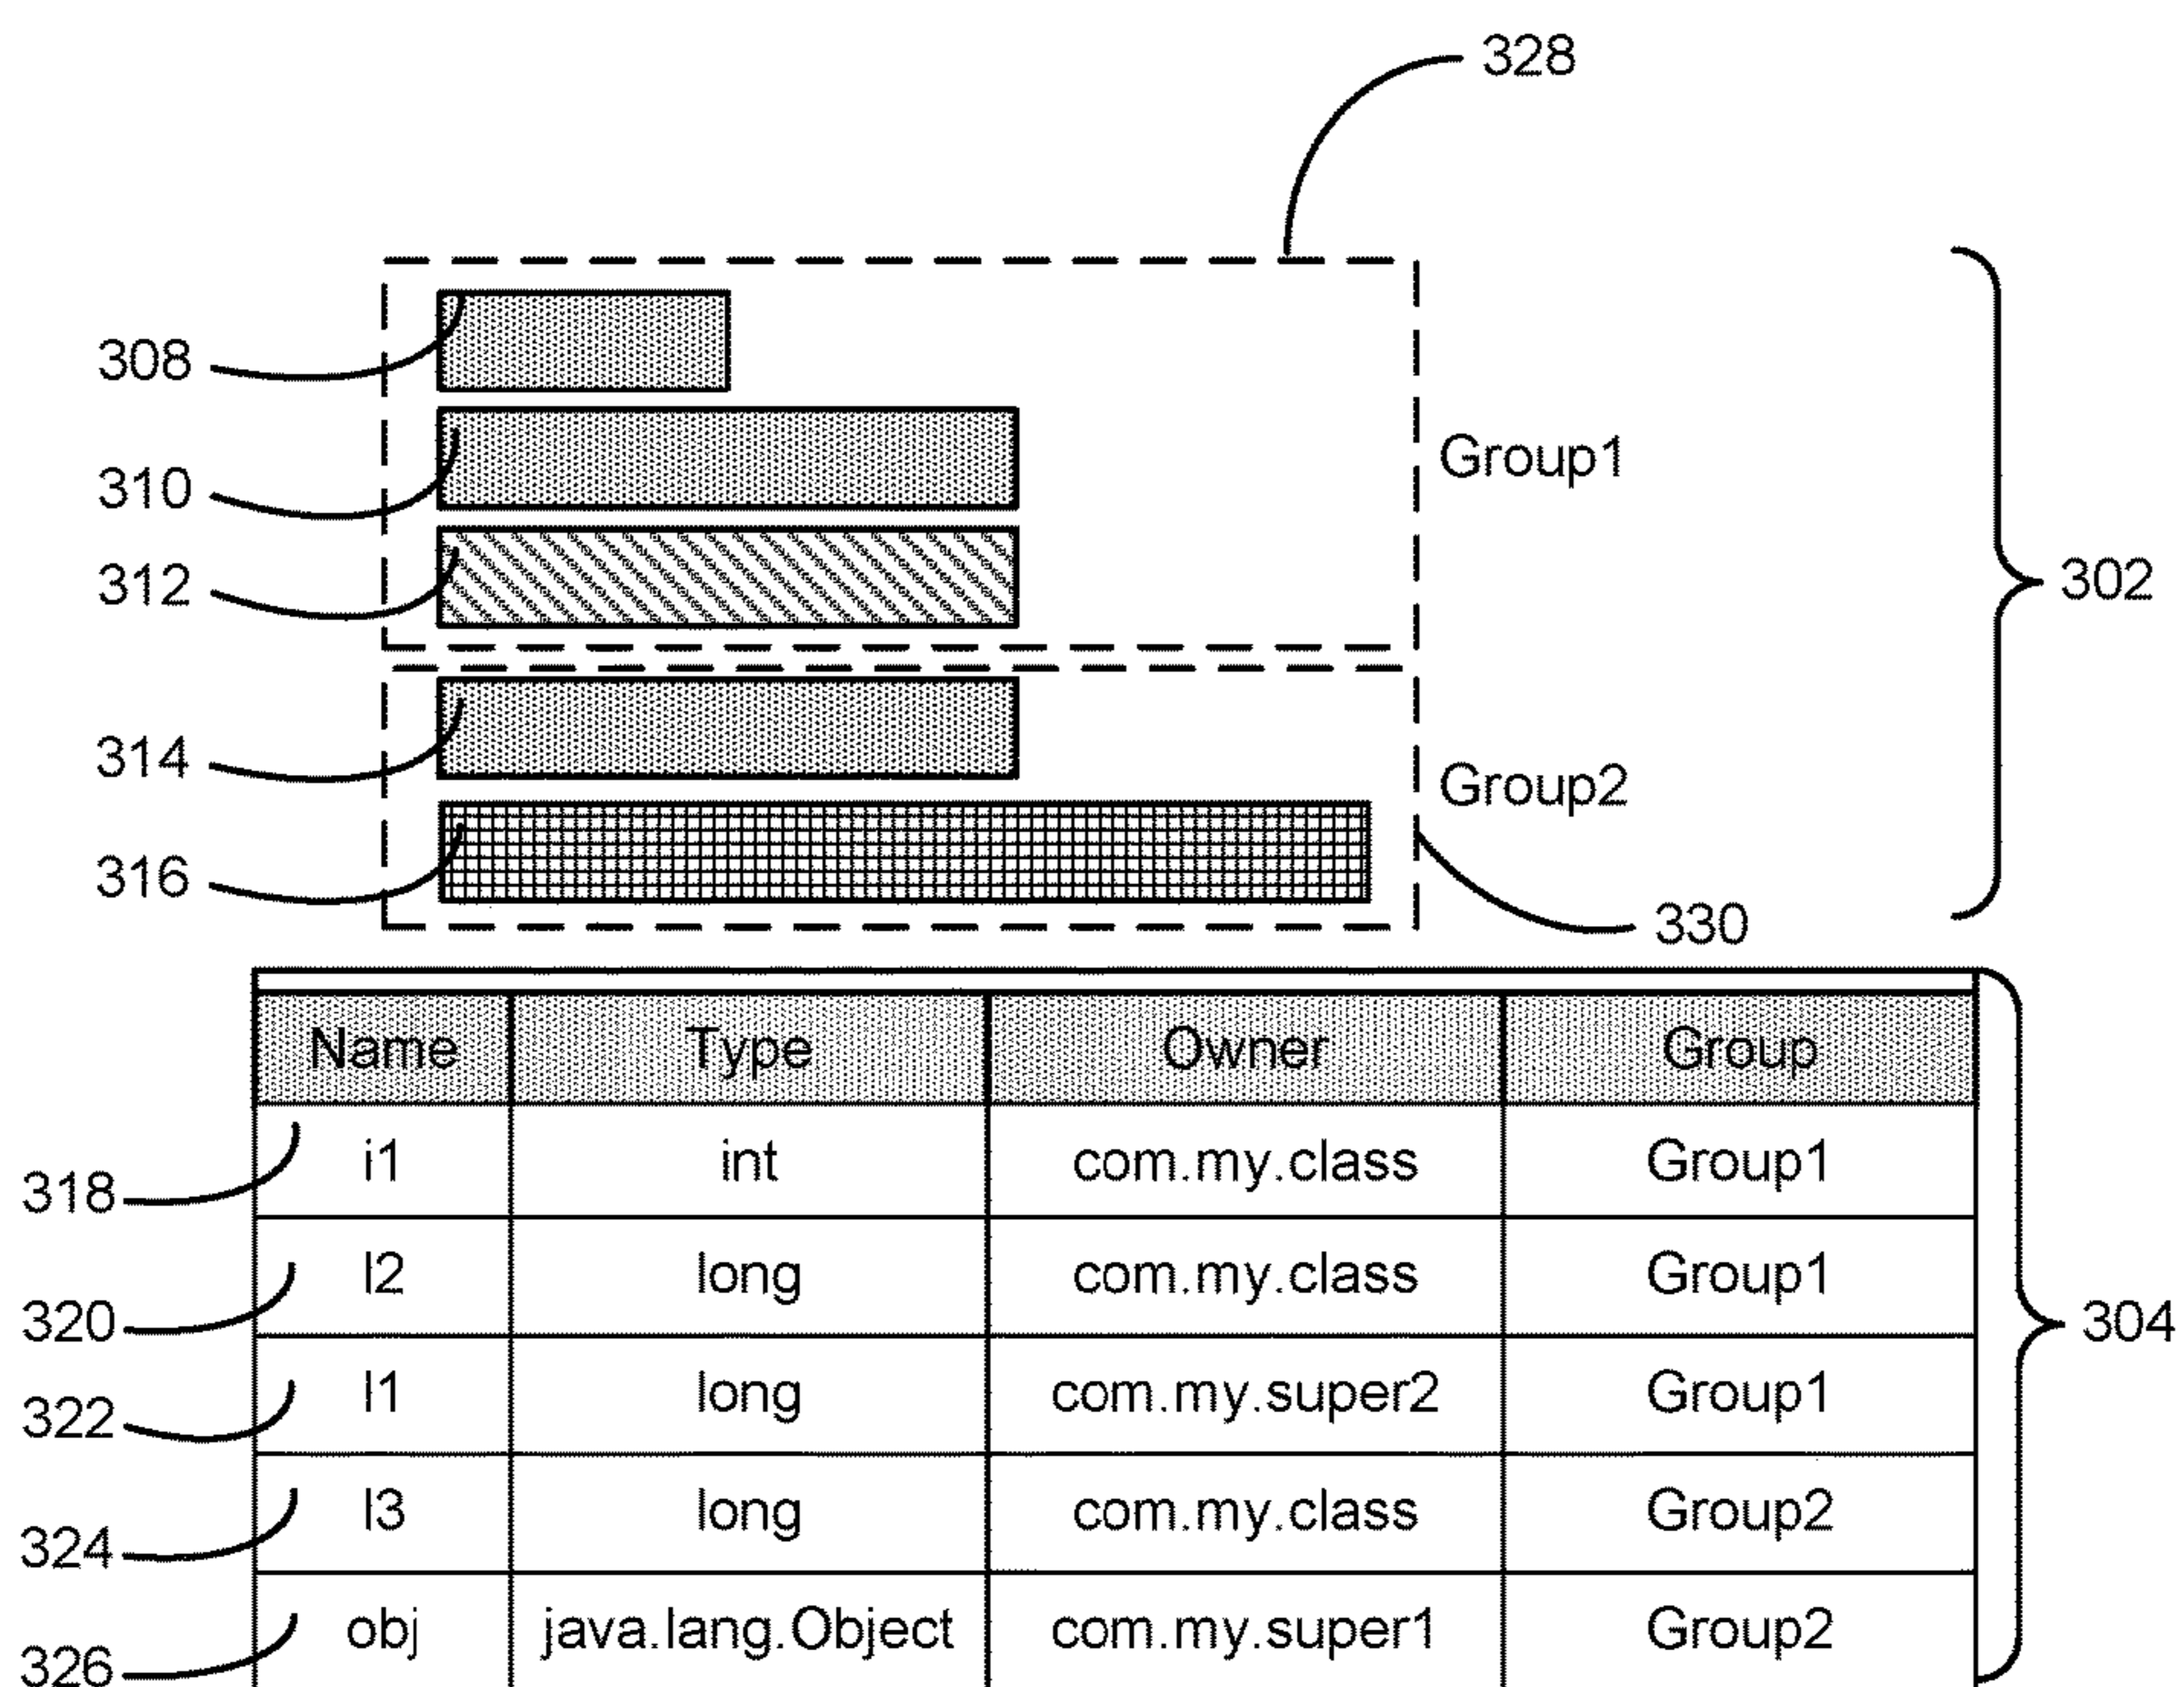 328
308
310
Group1
312
302
314
Group2
316
330
Name Type Owner Group
318 i1 int com.my.class Group1
320 l2 long com.my.class Group1
304
322 l1 long com.my.super2 Group1
324 l3 long com.my.class Group2
326 obj java.lang.Object com.my.super1 Group2